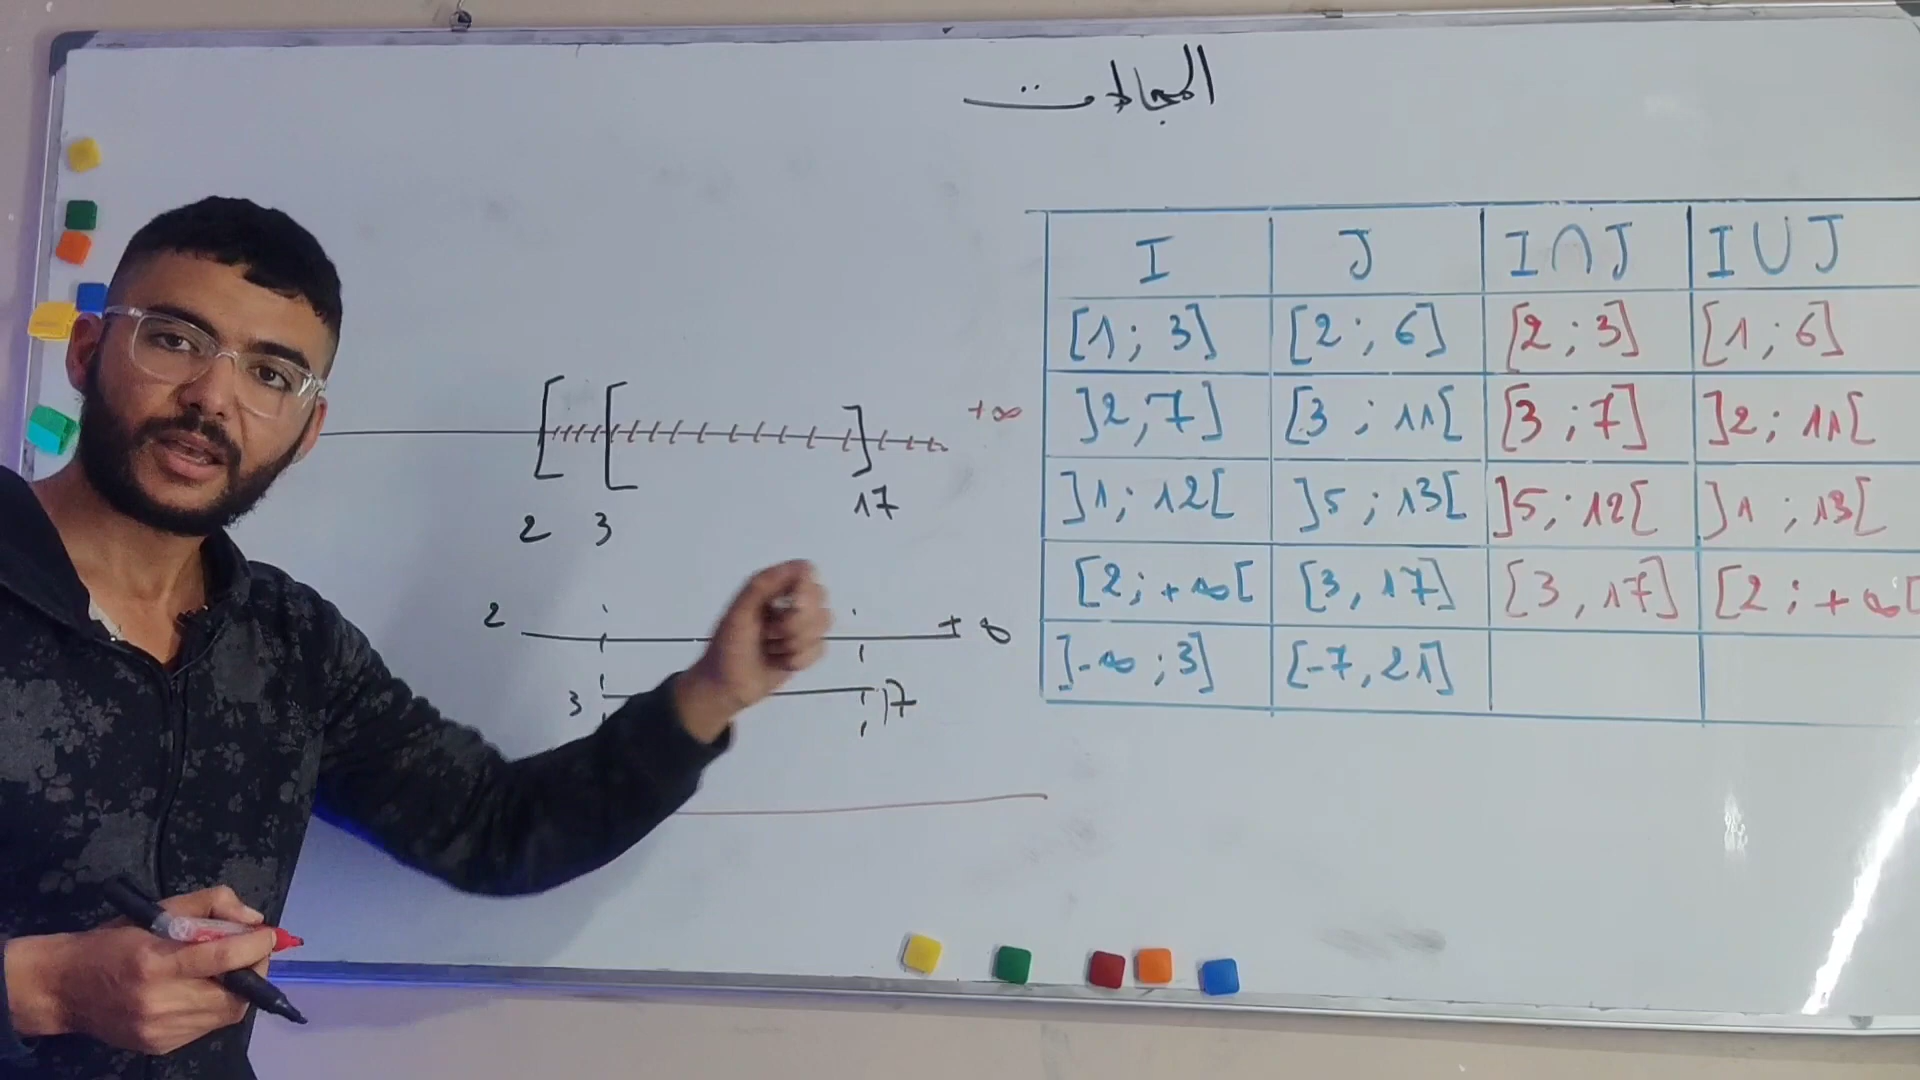 المجالات
+∞
2 3 17
2 +∞
3 17
I J I∩J I∪J
[1 ; 3] [2 ; 6] [2 ; 3] [1 ; 6]
]2, 7] [3 ; 11[ [3 ; 7] ]2 ; 11[
]1 ; 12[ ]5 ; 13[ ]5 ; 12[ ]1 ; 13[
[2 ; +∞[ [3, 17] [3, 17] [2 ; +∞[
]-∞ ; 3] [-7, 21]